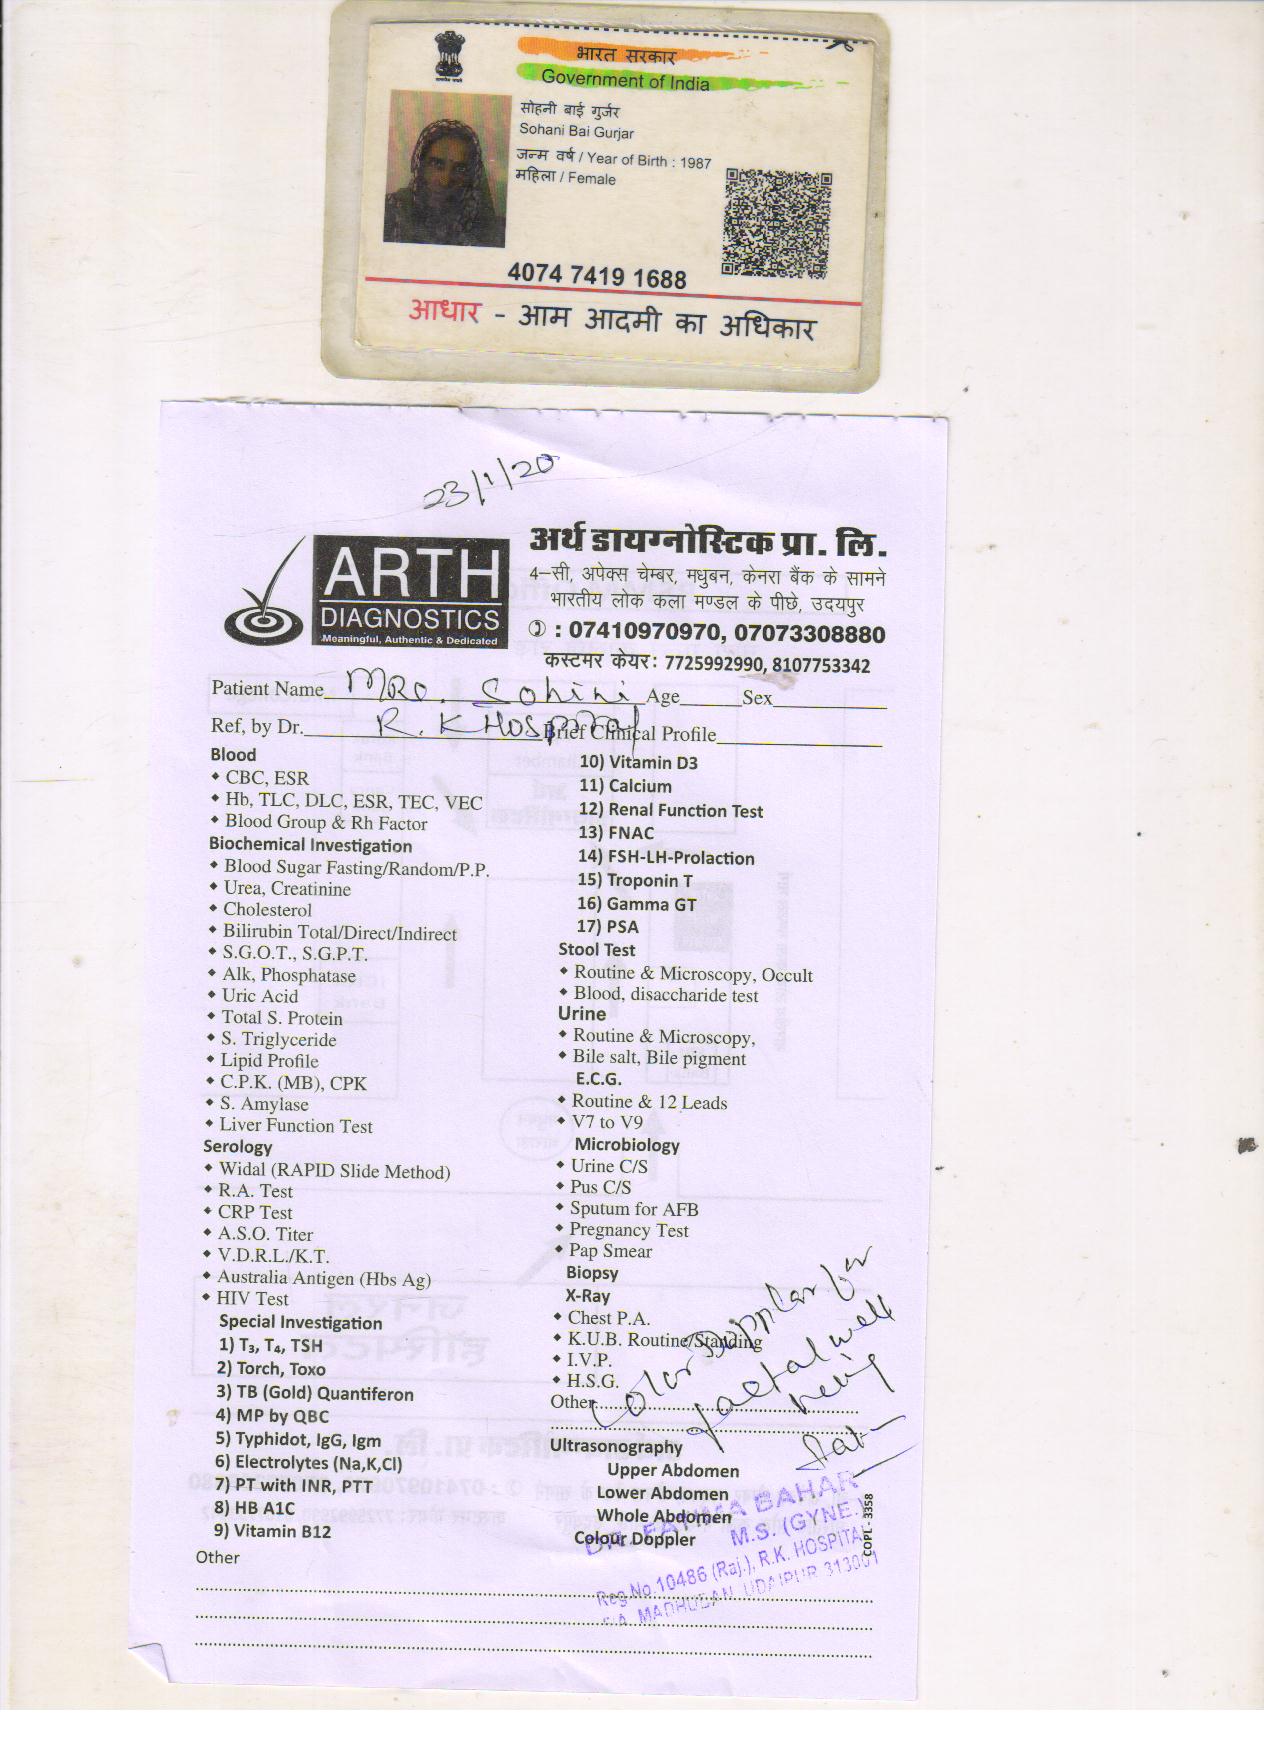 भारत सरकार
Government of India
सोहनी बाई गुर्जर
Sohani Bai Gurjar
जन्म वर्ष / Year of Birth : 1987
महिला / Female
4074 7419 1688
आधार - आम आदमी का अधिकार
23/1/20
ARTH
DIAGNOSTICS
Meaningful, Authentic & Dedicated
अर्थ डायग्नोस्टिक प्रा. लि.
4–सी, अपेक्स चेम्बर, मधुबन, केनरा बैंक के सामने
भारतीय लोक कला मण्डल के पीछे, उदयपुर
: 07410970970, 07073308880
कस्टमर केयर: 7725992990, 8107753342
Patient Name Mrs. Sohini Age Sex
Ref, by Dr. R. K Hospital Brief Clinical Profile
Blood
CBC, ESR
Hb, TLC, DLC, ESR, TEC, VEC
Blood Group & Rh Factor
Biochemical Investigation
Blood Sugar Fasting/Random/P.P.
Urea, Creatinine
Cholesterol
Bilirubin Total/Direct/Indirect
S.G.O.T., S.G.P.T.
Alk, Phosphatase
Uric Acid
Total S. Protein
S. Triglyceride
Lipid Profile
C.P.K. (MB), CPK
S. Amylase
Liver Function Test
Serology
Widal (RAPID Slide Method)
R.A. Test
CRP Test
A.S.O. Titer
V.D.R.L./K.T.
Australia Antigen (Hbs Ag)
HIV Test
Special Investigation
1) T₃, T₄, TSH
2) Torch, Toxo
3) TB (Gold) Quantiferon
4) MP by QBC
5) Typhidot, IgG, Igm
6) Electrolytes (Na,K,Cl)
7) PT with INR, PTT
8) HB A1C
9) Vitamin B12
Other
10) Vitamin D3
11) Calcium
12) Renal Function Test
13) FNAC
14) FSH-LH-Prolaction
15) Troponin T
16) Gamma GT
17) PSA
Stool Test
Routine & Microscopy, Occult
Blood, disaccharide test
Urine
Routine & Microscopy,
Bile salt, Bile pigment
E.C.G.
Routine & 12 Leads
V7 to V9
Microbiology
Urine C/S
Pus C/S
Sputum for AFB
Pregnancy Test
Pap Smear
Biopsy
X-Ray
Chest P.A.
K.U.B. Routine/Standing
I.V.P.
H.S.G.
Other
Color Doppler for
faetal well
being
Ultrasonography
Upper Abdomen
Lower Abdomen
Whole Abdomen
Colour Doppler
DR. FATIMA BAHAR
M.S. (GYNE.)
Reg.No.10486 (Raj.), R.K. HOSPITAL
MADHUBAN, UDAIPUR 313001
COPL - 3358